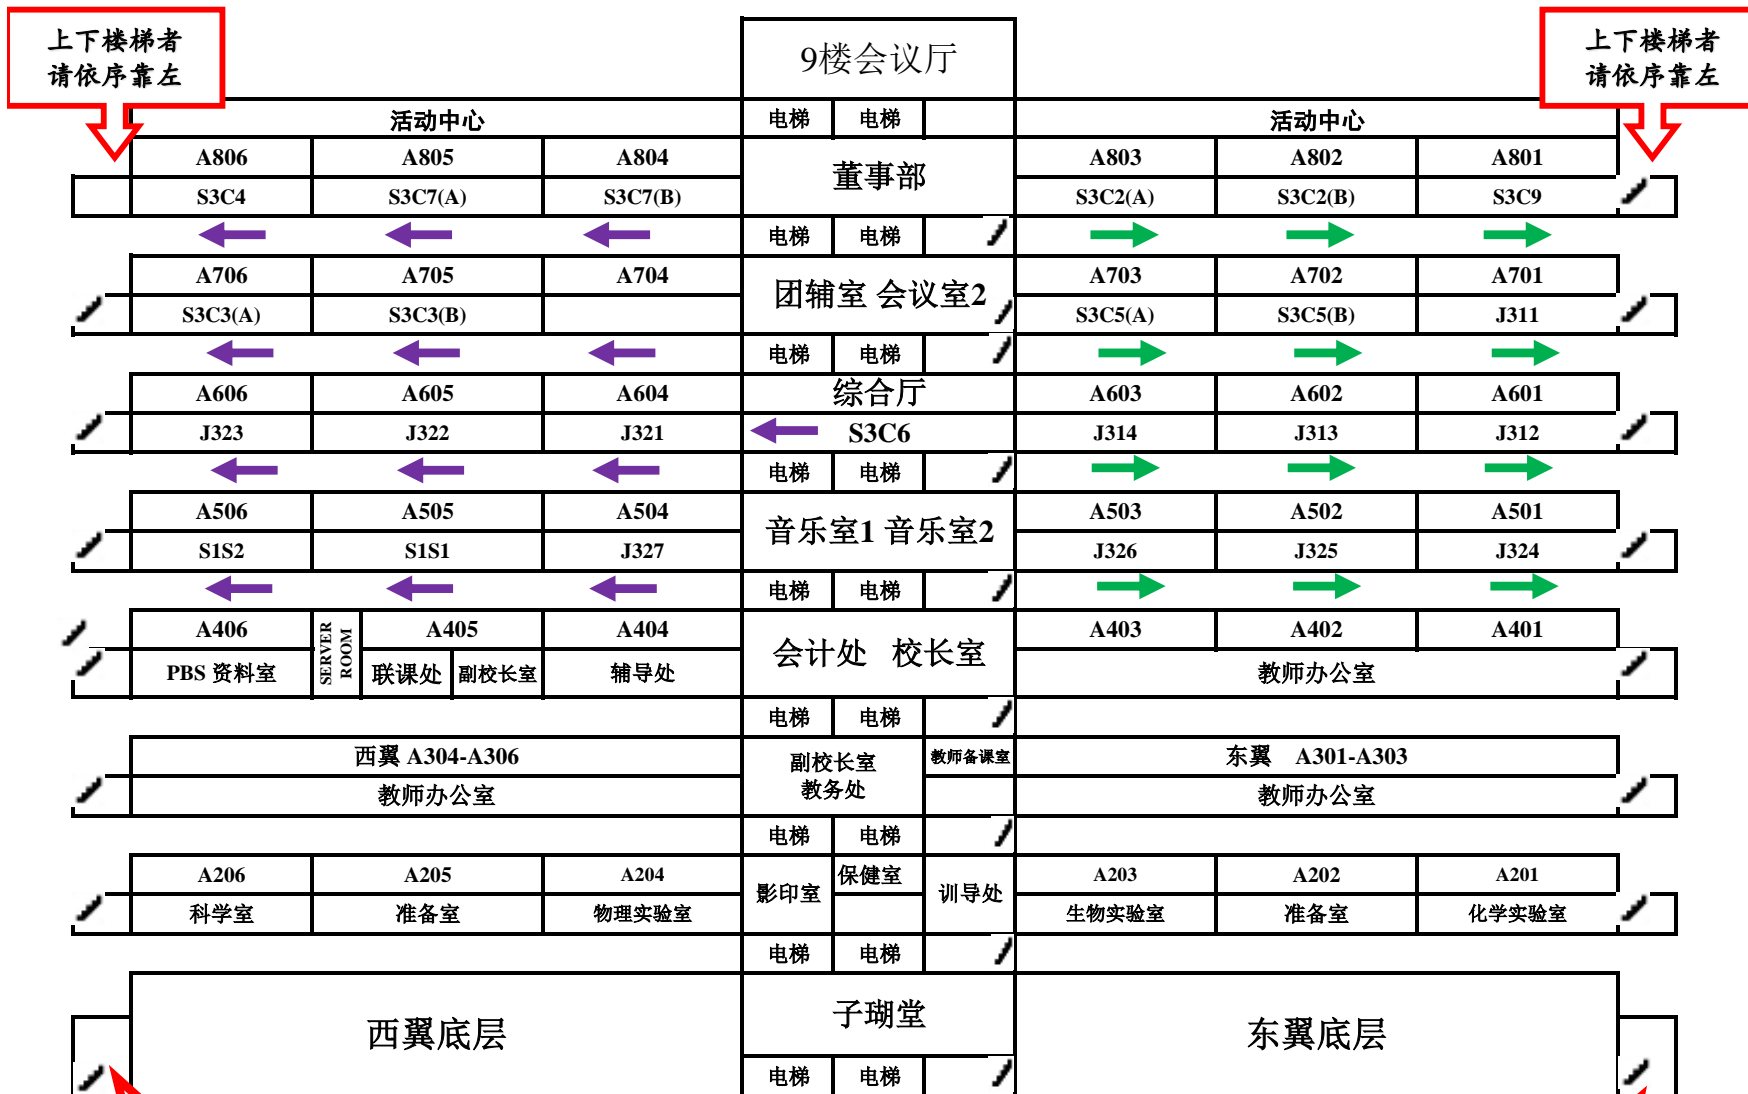 上下楼梯者
请依序靠左
9楼会议厅
上下楼梯者
请依序靠左
活动中心 电梯 电梯 活动中心
A806 A805 A804 董事部 A803 A802 A801
S3C4 S3C7(A) S3C7(B) S3C2(A) S3C2(B) S3C9
电梯 电梯
A706 A705 A704 团辅室 会议室2 A703 A702 A701
S3C3(A) S3C3(B) S3C5(A) S3C5(B) J311
电梯 电梯
A606 A605 A604 综合厅 A603 A602 A601
J323 J322 J321 S3C6 J314 J313 J312
电梯 电梯
A506 A505 A504 音乐室1 音乐室2 A503 A502 A501
S1S2 S1S1 J327 J326 J325 J324
电梯 电梯
A406 SERVER ROOM A405 A404 会计处 校长室 A403 A402 A401
PBS 资料室 联课处 副校长室 辅导处 教师办公室
电梯 电梯
西翼 A304-A306 副校长室 教师备课室 东翼 A301-A303
教师办公室 教务处 教师办公室
电梯 电梯
A206 A205 A204 影印室 保健室 训导处 A203 A202 A201
科学室 准备室 物理实验室 生物实验室 准备室 化学实验室
电梯 电梯
西翼底层 子瑚堂 东翼底层
电梯 电梯